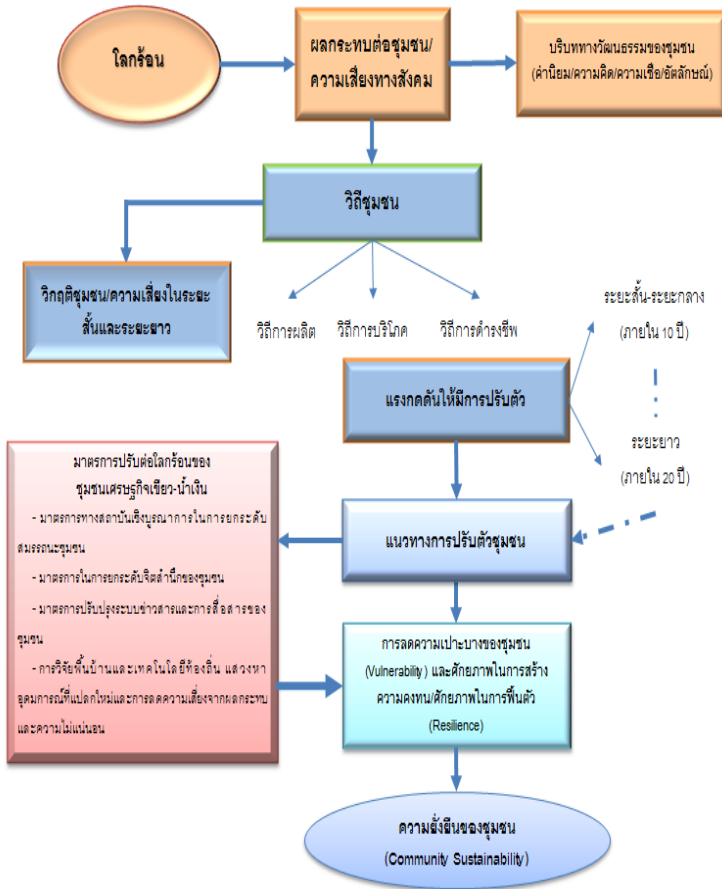 โลกร้อน
ผลกระทบต่อชุมชน/
ความเสี่ยงทางสังคม
บริบททางวัฒนธรรมของชุมชน
(ค่านิยม/ความคิด/ความเชื่อ/อัตลักษณ์)
วิถีชุมชน
วิกฤติชุมชน/ความเสี่ยงในระยะ
สั้นและระยะยาว
วิถีการผลิต
วิถีการบริโภค
วิถีการดำรงชีพ
ระยะสั้น-ระยะกลาง
(ภายใน 10 ปี)
แรงกดดันให้มีการปรับตัว
ระยะยาว
(ภายใน 20 ปี)
มาตรการปรับต่อโลกร้อนของ
ชุมชนเศรษฐกิจเขียว-น้ำเงิน
- มาตรการทางสถาบันเชิงบูรณาการในการยกระดับ
สมรรถนะชุมชน
- มาตรการในการยกระดับจิตสำนึกของชุมชน
- มาตรการปรับปรุงระบบข่าวสารและการสื่อสารของ
ชุมชน
- การวิจัยพื้นบ้านและเทคโนโลยีท้องถิ่น แสวงหา
อุดมการณ์ที่แปลกใหม่และการลดความเสี่ยงจากผลกระทบ
และความไม่แน่นอน
แนวทางการปรับตัวชุมชน
การลดความเปาะบางของชุมชน
(Vulnerability) และศักยภาพในการสร้าง
ความคงทน/ศักยภาพในการฟื้นตัว
(Resilience)
ความยั่งยืนของชุมชน
(Community Sustainability)